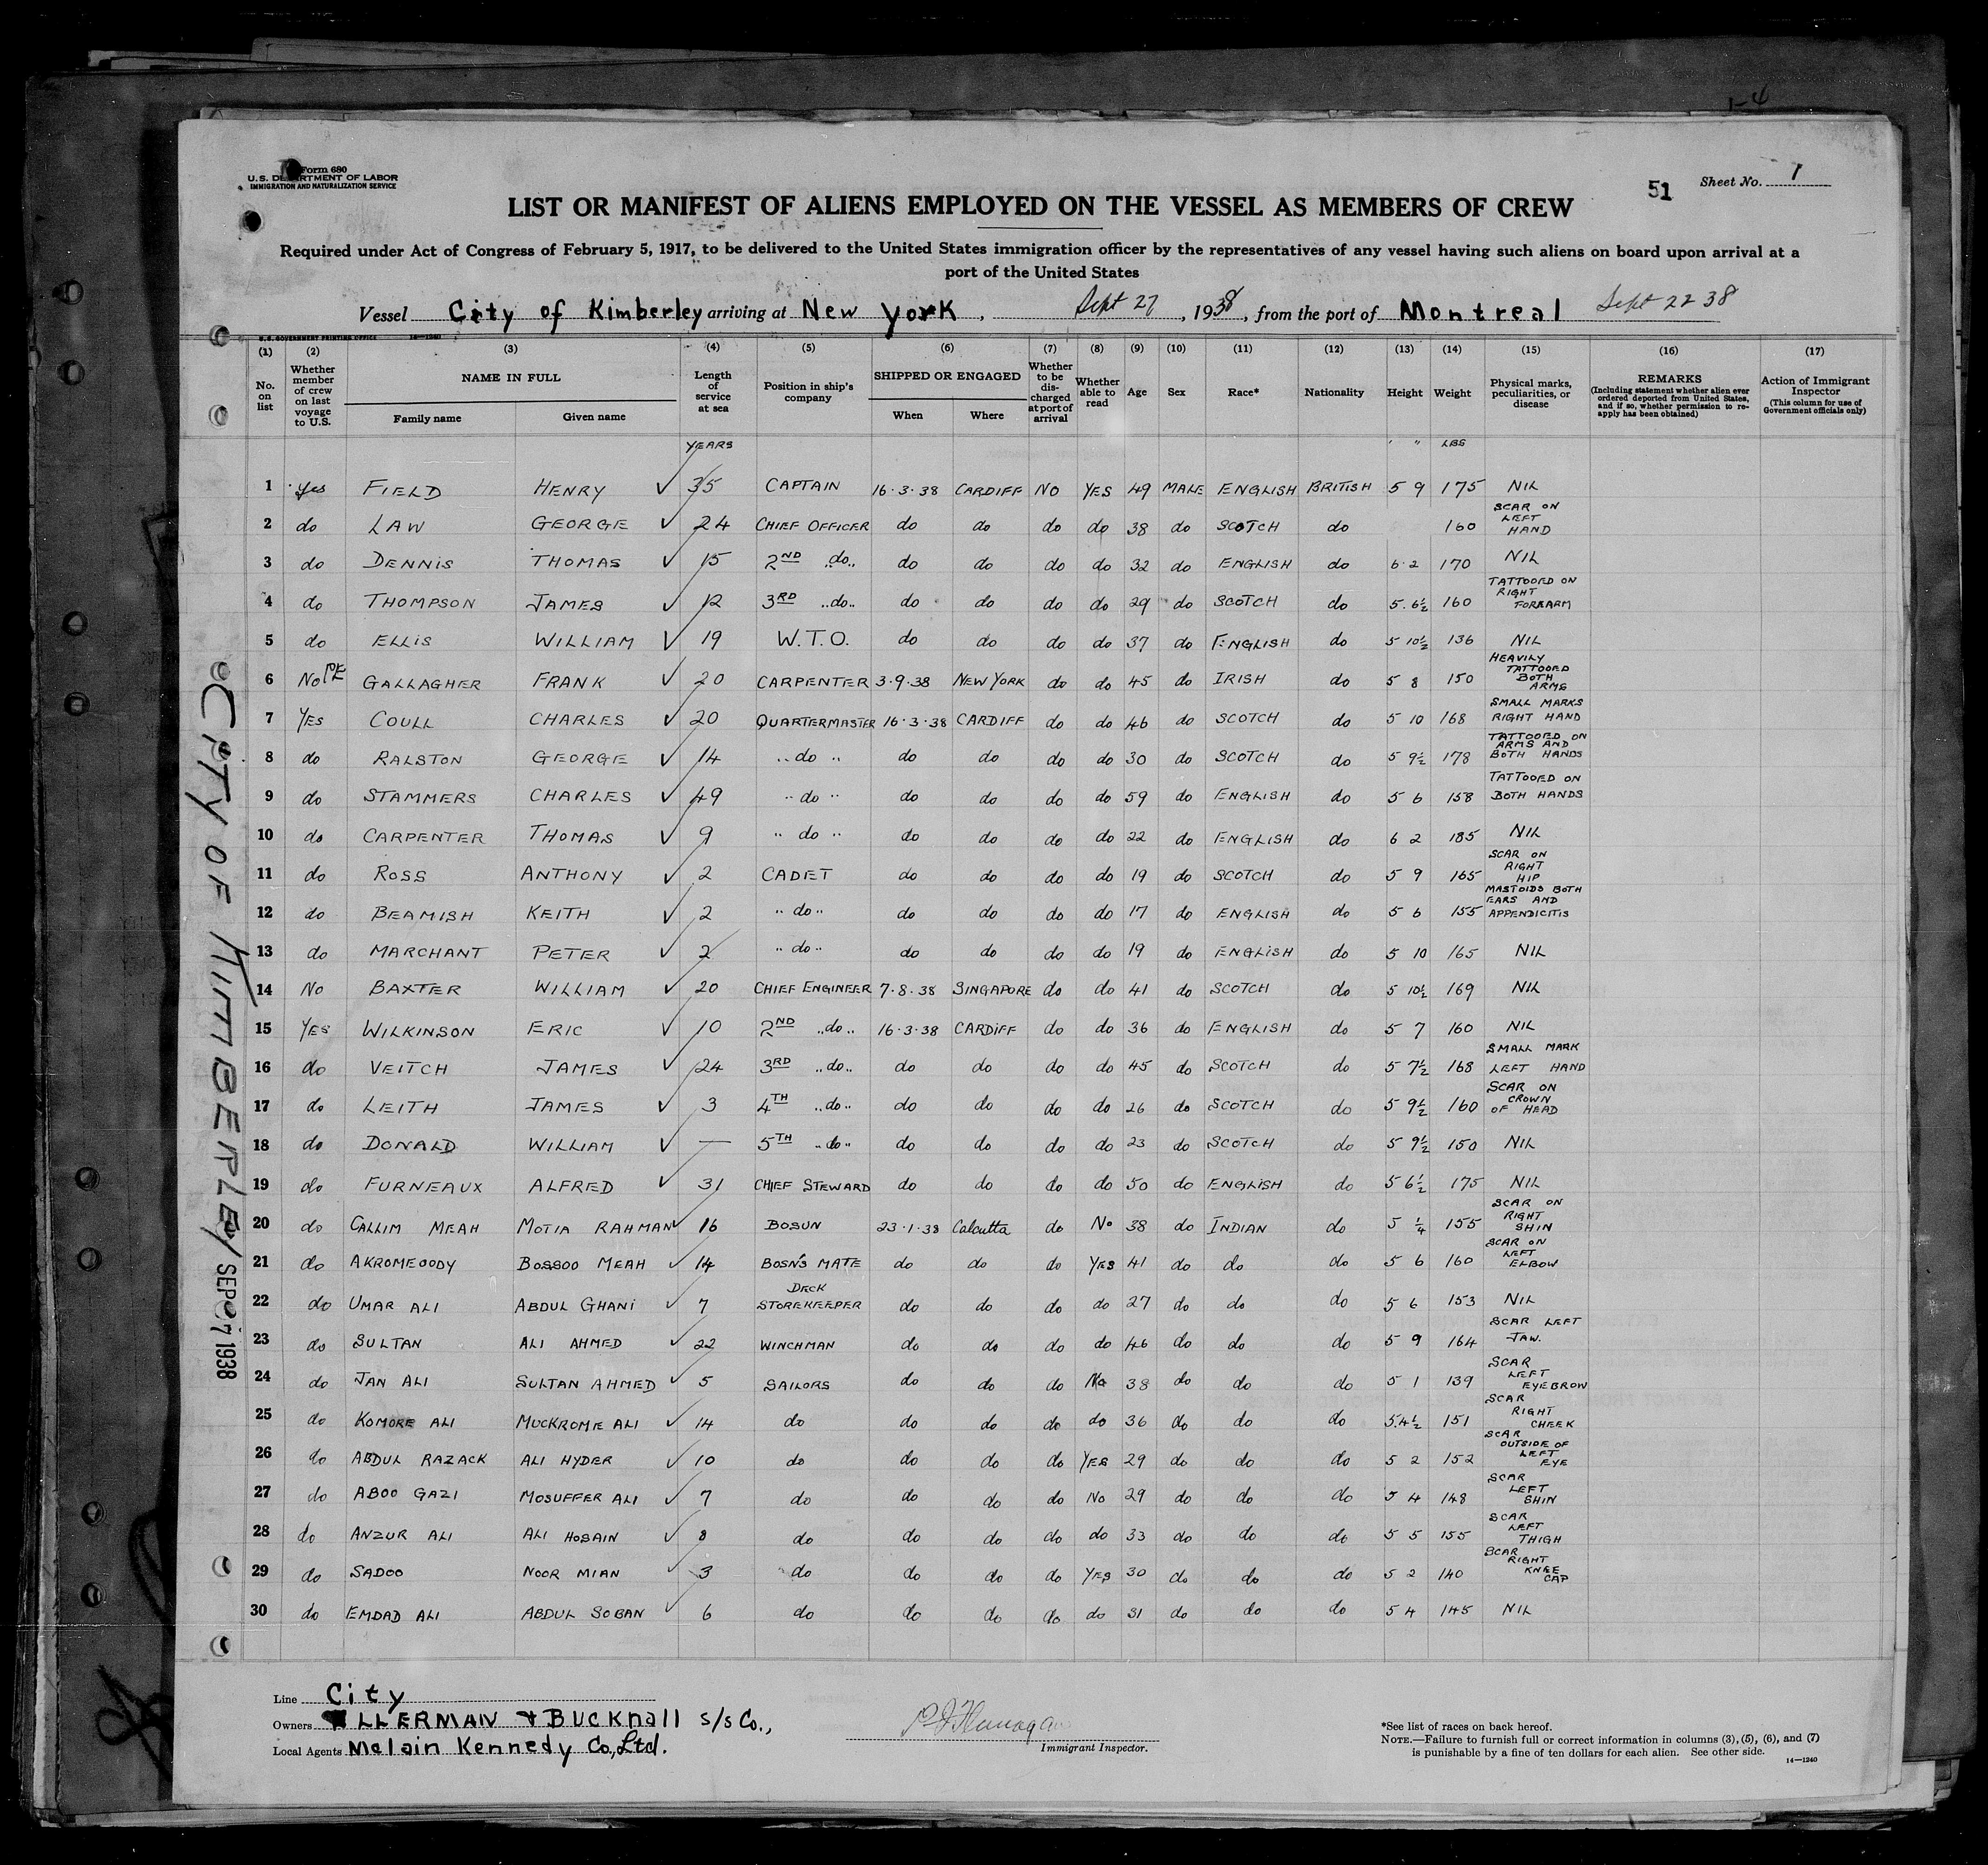 1-4
Form 680
U.S. DEPARTMENT OF LABOR
IMMIGRATION AND NATURALIZATION SERVICE
51
Sheet No. 1
LIST OR MANIFEST OF ALIENS EMPLOYED ON THE VESSEL AS MEMBERS OF CREW
Required under Act of Congress of February 5, 1917, to be delivered to the United States immigration officer by the representatives of any vessel having such aliens on board upon arrival at a
port of the United States
Vessel City of Kimberley arriving at New York, Sept 27, 1938, from the port of Montreal Sept 22 38
U.S. GOVERNMENT PRINTING OFFICE 14—1240
(1) (2) (3) (4) (5) (6) (7) (8) (9) (10) (11) (12) (13) (14) (15) (16) (17)
No. on list
Whether member of crew on last voyage to U.S.
NAME IN FULL
Family name Given name
Length of service at sea
Position in ship's company
SHIPPED OR ENGAGED
When Where
Whether to be discharged at port of arrival
Whether able to read
Age Sex Race* Nationality Height Weight
Physical marks, peculiarities, or disease
REMARKS
(Including statement whether alien ever ordered deported from United States, and if so, whether permission to reapply has been obtained)
Action of Immigrant Inspector
(This column for use of Government officials only)
YEARS ' " LBS
1 Yes FIELD HENRY ✓ 35 CAPTAIN 16·3·38 CARDIFF NO YES 49 MALE ENGLISH BRITISH 5 9 175 NIL
2 do LAW GEORGE ✓ 24 CHIEF OFFICER do do do do 38 do SCOTCH do 160 SCAR ON LEFT HAND
3 do DENNIS THOMAS ✓ 15 2ND do do do do do 32 do ENGLISH do 6·2 170 NIL
4 do THOMPSON JAMES ✓ 12 3RD do do do do do 29 do SCOTCH do 5·6½ 160 TATTOOED ON RIGHT FOREARM
5 do ELLIS WILLIAM ✓ 19 W.T.O. do do do do 37 do ENGLISH do 5 10½ 136 NIL
6 No GALLAGHER FRANK ✓ 20 CARPENTER 3·9·38 NEW YORK do do 45 do IRISH do 5 8 150 HEAVILY TATTOOED BOTH ARMS
7 YES COULL CHARLES ✓ 20 QUARTERMASTER 16·3·38 CARDIFF do do 46 do SCOTCH do 5 10 168 SMALL MARKS RIGHT HAND
8 do RALSTON GEORGE ✓ 14 do do do do do 30 do SCOTCH do 5 9½ 178 TATTOOED ON ARMS AND BOTH HANDS
9 do STAMMERS CHARLES ✓ 49 do do do do do 59 do ENGLISH do 5 6 158 TATTOOED ON BOTH HANDS
10 do CARPENTER THOMAS ✓ 9 do do do do do 22 do ENGLISH do 6 2 185 NIL
11 do ROSS ANTHONY ✓ 2 CADET do do do do 19 do SCOTCH do 5 9 165 SCAR ON RIGHT HIP
12 do BEAMISH KEITH ✓ 2 do do do do do 17 do ENGLISH do 5 6 155 MASTOIDS BOTH EARS AND APPENDICITIS
13 do MARCHANT PETER ✓ 2 do do do do do 19 do ENGLISH do 5 10 165 NIL
14 No BAXTER WILLIAM ✓ 20 CHIEF ENGINEER 7·8·38 SINGAPORE do do 41 do SCOTCH do 5 10½ 169 NIL
15 YES WILKINSON ERIC ✓ 10 2ND do 16·3·38 CARDIFF do do 36 do ENGLISH do 5 7 160 NIL
16 do VEITCH JAMES ✓ 24 3RD do do do do do 45 do SCOTCH do 5 7½ 168 SMALL MARK LEFT HAND
17 do LEITH JAMES ✓ 3 4TH do do do do do 26 do SCOTCH do 5 9½ 160 SCAR ON CROWN OF HEAD
18 do DONALD WILLIAM ✓ — 5TH do do do do do 23 do SCOTCH do 5 9½ 150 NIL
19 do FURNEAUX ALFRED ✓ 31 CHIEF STEWARD do do do do 50 do ENGLISH do 5 6½ 175 NIL
20 do CALLIM MEAH MOTIA RAHMAN ✓ 16 BOSUN 23·1·38 Calcutta do No 38 do INDIAN do 5 ¼ 155 SCAR ON RIGHT SHIN
21 do AKROMEOODY BOSSOO MEAH ✓ 14 BOSN'S MATE do do do YES 41 do do do 5 6 160 SCAR ON LEFT ELBOW
22 do UMAR ALI ABDUL GHANI ✓ 7 DECK STOREKEEPER do do do do 27 do do do 5 6 153 NIL
23 do SULTAN ALI AHMED ✓ 22 WINCHMAN do do do do 46 do do do 5 9 164 SCAR LEFT JAW.
24 do JAN ALI SULTAN AHMED ✓ 5 SAILORS do do do No 38 do do do 5 1 139 SCAR LEFT EYEBROW
25 do KOMORE ALI MUCKROME ALI ✓ 14 do do do do do 36 do do do 5.4½ 151 SCAR RIGHT CHEEK
26 do ABDUL RAZACK ALI HYDER ✓ 10 do do do do YES 29 do do do 5 2 152 SCAR OUTSIDE OF LEFT EYE
27 do ABOO GAZI MOSUFFER ALI ✓ 7 do do do do No 29 do do do 5 4 148 SCAR LEFT SHIN
28 do ANZUR ALI ALI HOSAIN ✓ 8 do do do do do 33 do do do 5 5 155 SCAR LEFT THIGH
29 do SADOO NOOR MIAN ✓ 3 do do do do YES 30 do do do 5 2 140 SCAR RIGHT KNEE CAP
30 do EMDAD ALI ABDUL SOBAN ✓ 6 do do do do do 31 do do do 5 4 145 NIL
CITY OF KIMBERLEY SEP 27 1938
Line City
Owners ELLERMAN & BUCKNALL S/S Co.,
Local Agents Melain Kennedy Co, Ltd.
P J Flanagan
Immigrant Inspector.
*See list of races on back hereof.
NOTE.—Failure to furnish full or correct information in columns (3), (5), (6), and (7)
is punishable by a fine of ten dollars for each alien. See other side.
14—1240